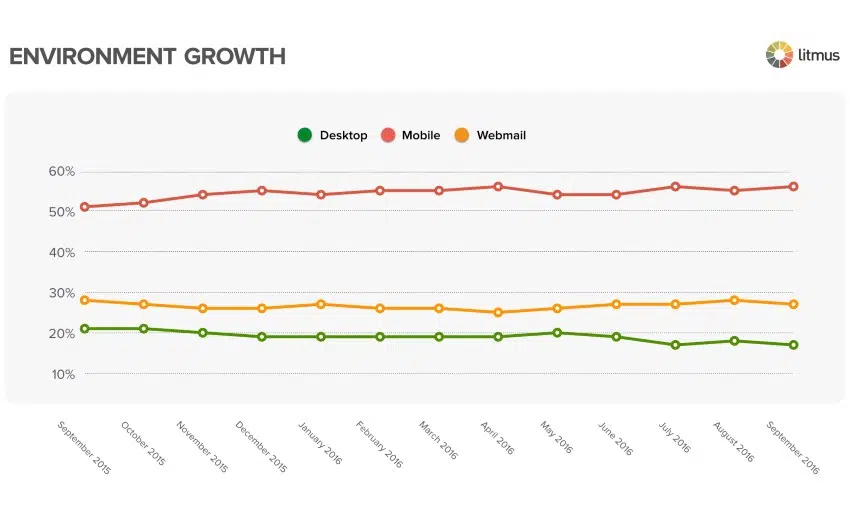 ENVIRONMENT GROWTH
litmus
Desktop Mobile Webmail
60%
50%
40%
30%
20%
10%
September 2015
October 2015
November 2015
December 2015
January 2016
February 2016
March 2016
April 2016
May 2016
June 2016
July 2016
August 2016
September 2016